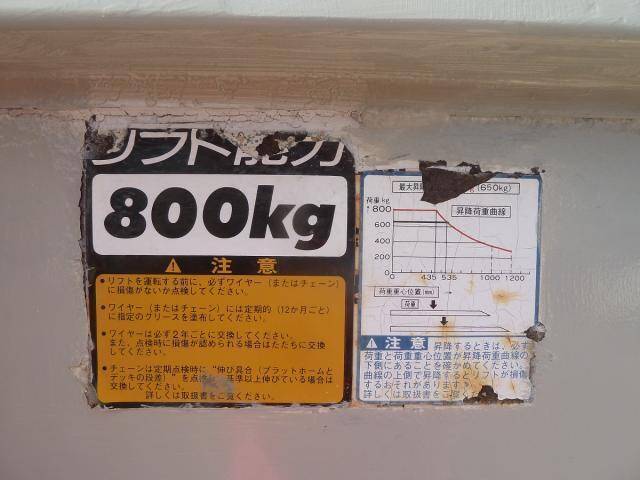 リフト能力
800kg
注意
●リフトを運転する前に、必ずワイヤー（またはチェーン）
に損傷がないか点検してください。
●ワイヤー（またはチェーン）には定期的（12か月ごと）
に指定のグリースを塗布してください。
●ワイヤーは必ず2年ごとに交換してください。
また、点検時に損傷が認められる場合はただちに交換
してください。
●チェーンは定期点検時に"伸び具合（プラットホームと
デッキの段差）"を点検し 基準以上伸びている場合は
交換してください。
詳しくは取扱書をご覧ください。
最大昇降 (650kg)
荷重 kg
昇降荷重曲線
800
600
400
200
0
435 535 1000 1200
荷重重心位置(mm)
荷重
注意 昇降するときは、必ず
荷重と荷重重心位置が昇降荷重曲線の
下側にあることを確かめてください。
曲線の上側で昇降するとリフトが損傷
するおそれがあります
詳しくは取扱書をご覧く